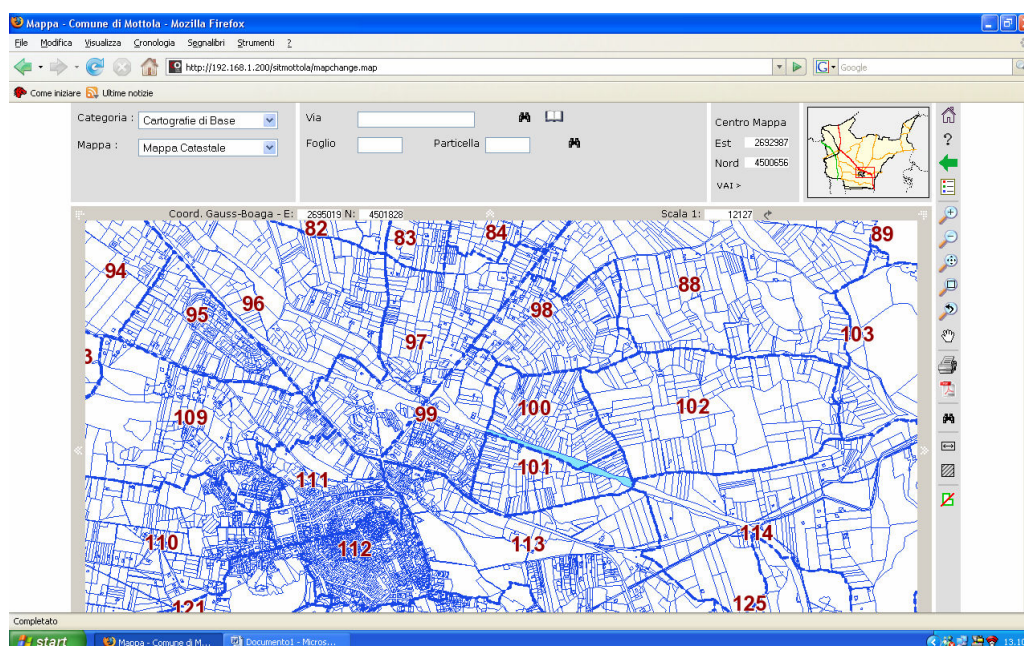 Mappa - Comune di Mottola - Mozilla Firefox
File Modifica Visualizza Cronologia Segnalibri Strumenti ?
http://192.168.1.200/sitmottola/mapchange.map
Google
Come iniziare Ultime notizie
Categoria : Cartografie di Base
Mappa : Mappa Catastale
Via
Foglio Particella
Centro Mappa
Est 2692987
Nord 4500656
VAI >
?
Coord. Gauss-Boaga - E: 2695019 N: 4501828
Scala 1: 12127
82 83 84 89
94 95 96 88
98
97 103
109 99 100 102
101
111
110 112 113 114
121 125
Completato
start Mappa - Comune di M... Documento1 - Micros... 13.10